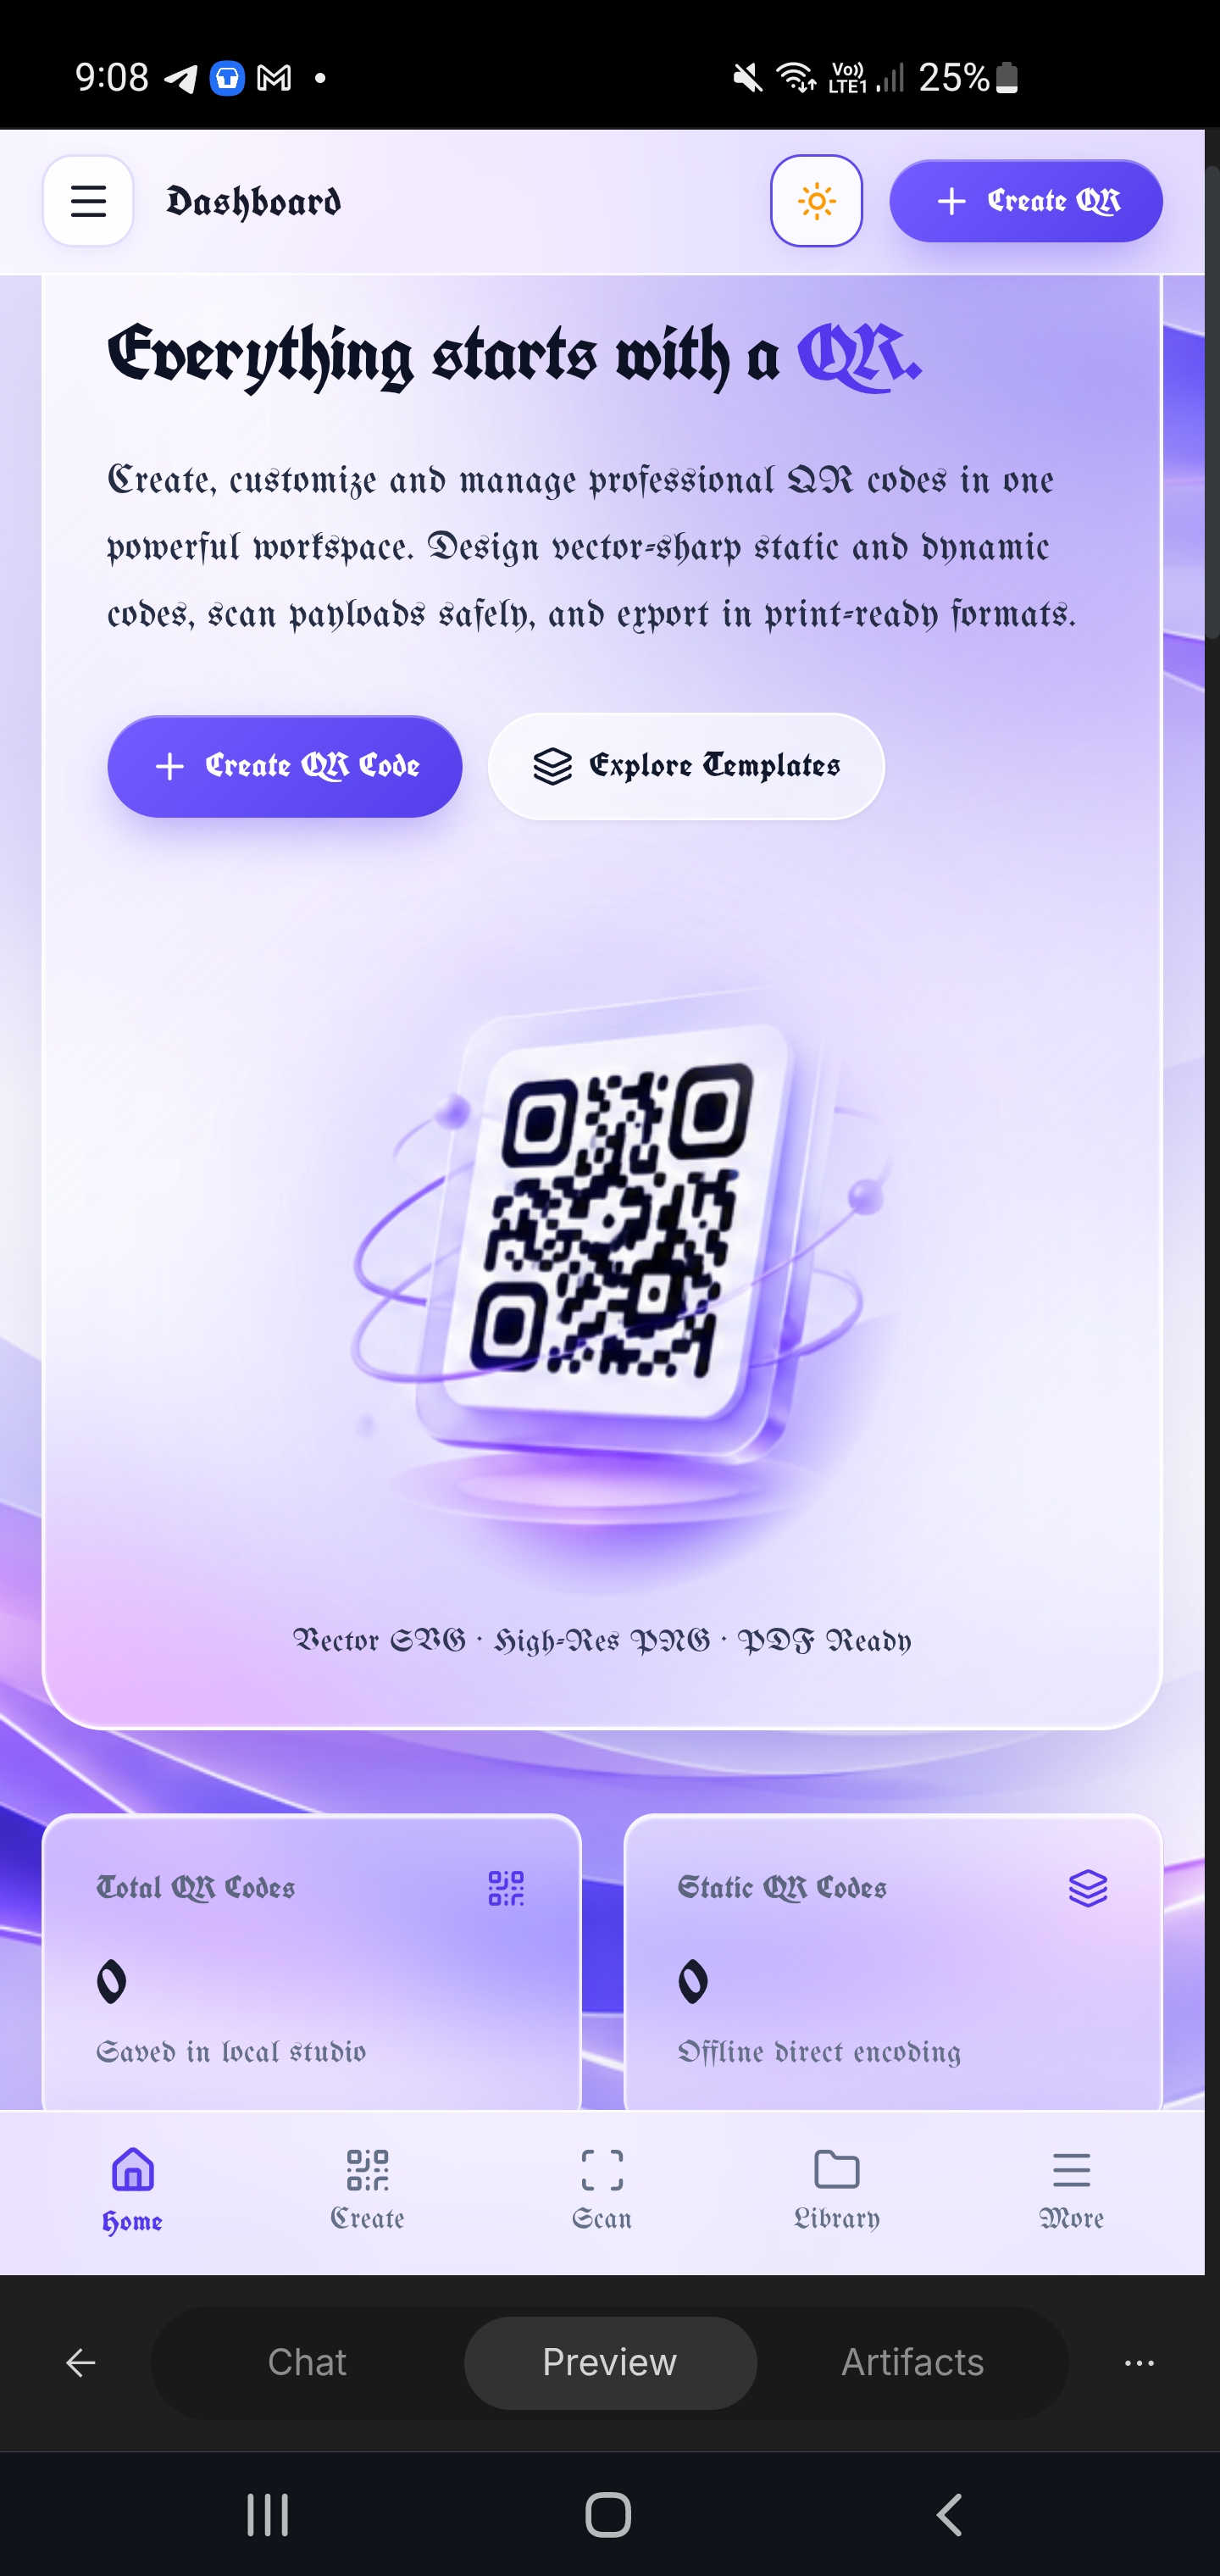 9:08
Vo))
LTE1
25%
Dashboard
Create QR
Everything starts with a QR.
Create, customize and manage professional QR codes in one
powerful workspace. Design vector-sharp static and dynamic
codes, scan payloads safely, and export in print-ready formats.
Create QR Code
Explore Templates
Vector SVG · High-Res PNG · PDF Ready
Total QR Codes
0
Saved in local studio
Static QR Codes
0
Offline direct encoding
Home
Create
Scan
Library
More
Chat
Preview
Artifacts